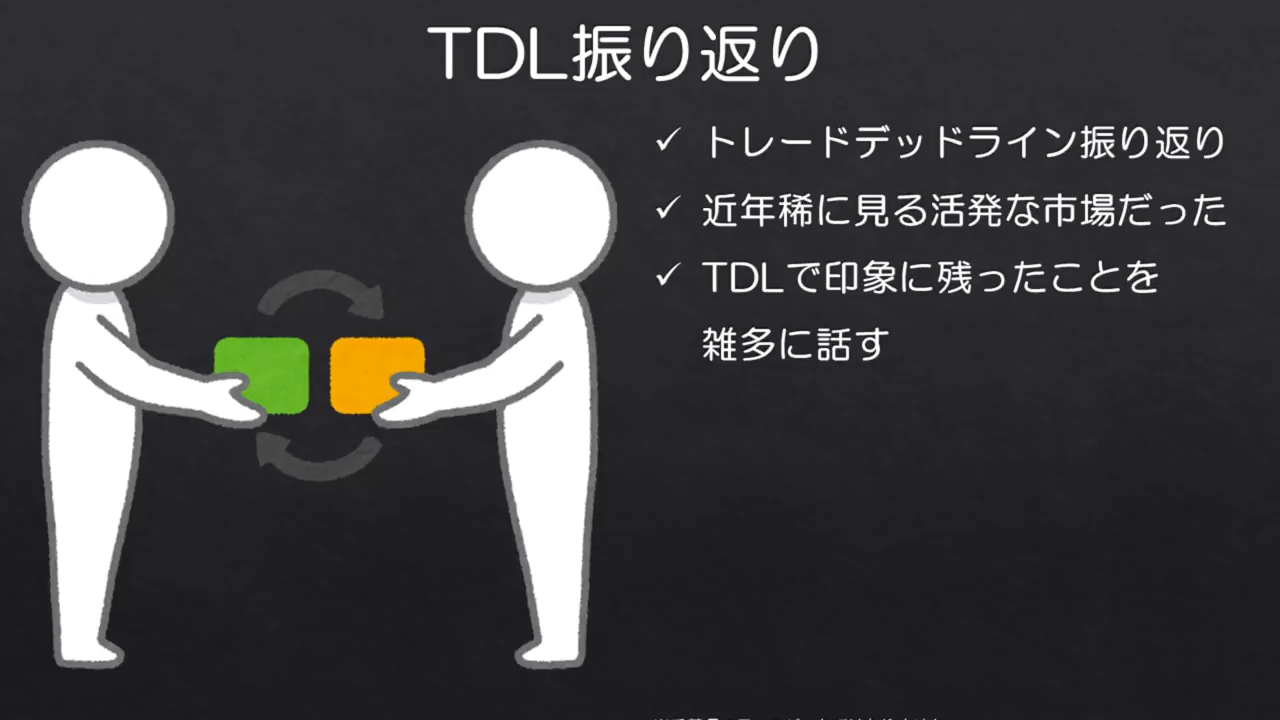 TDL振り返り
✓ トレードデッドライン振り返り
✓ 近年稀に見る活発な市場だった
✓ TDLで印象に残ったことを
雑多に話す